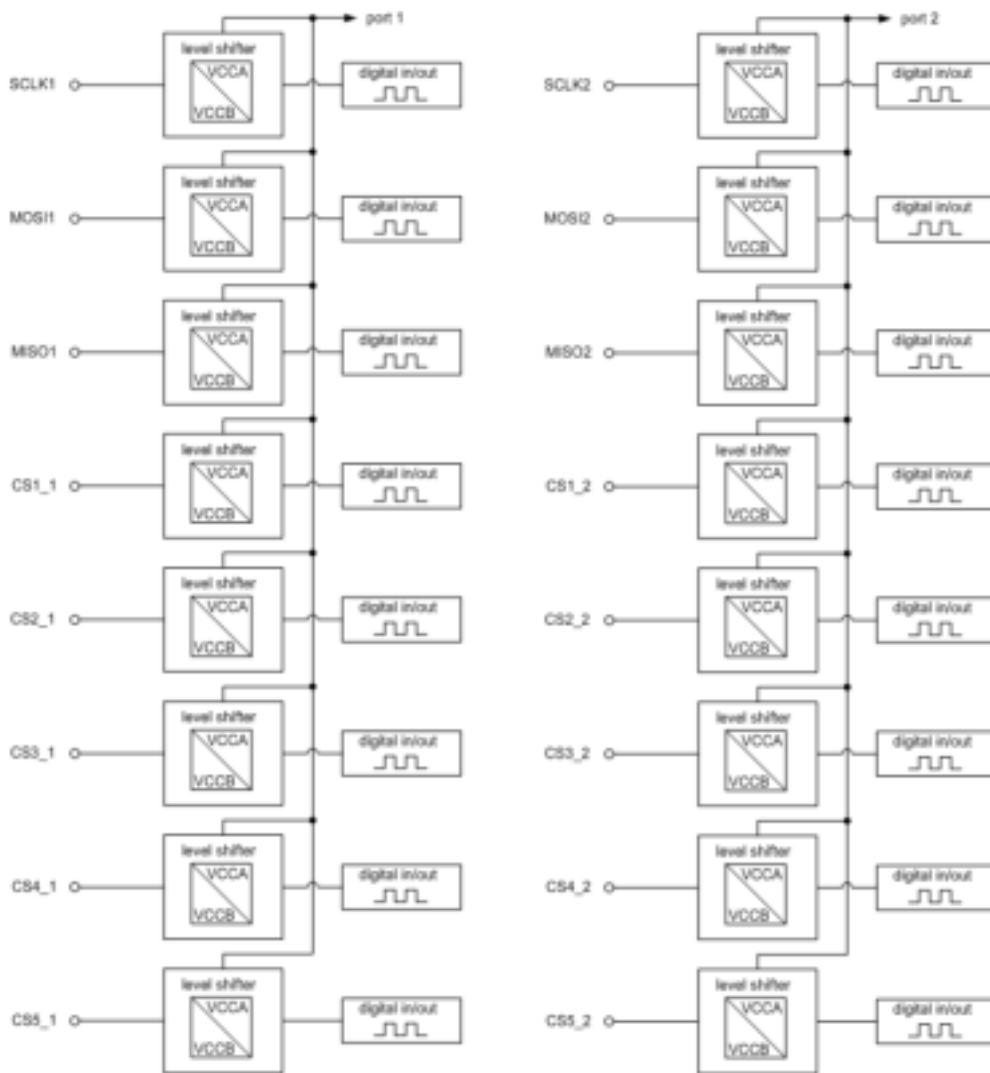 port 1
level shifter
VCCA
VCCB
SCLK1
digital in/out
level shifter
VCCA
VCCB
MOSI1
digital in/out
level shifter
VCCA
VCCB
MISO1
digital in/out
level shifter
VCCA
VCCB
CS1_1
digital in/out
level shifter
VCCA
VCCB
CS2_1
digital in/out
level shifter
VCCA
VCCB
CS3_1
digital in/out
level shifter
VCCA
VCCB
CS4_1
digital in/out
level shifter
VCCA
VCCB
CS5_1
digital in/out
port 2
level shifter
VCCA
VCCB
SCLK2
digital in/out
level shifter
VCCA
VCCB
MOSI2
digital in/out
level shifter
VCCA
VCCB
MISO2
digital in/out
level shifter
VCCA
VCCB
CS1_2
digital in/out
level shifter
VCCA
VCCB
CS2_2
digital in/out
level shifter
VCCA
VCCB
CS3_2
digital in/out
level shifter
VCCA
VCCB
CS4_2
digital in/out
level shifter
VCCA
VCCB
CS5_2
digital in/out